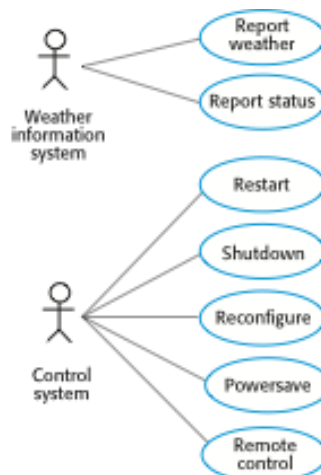 Report
weather
Report status
Weather
information
system
Restart
Shutdown
Reconfigure
Powersave
Remote
control
Control
system